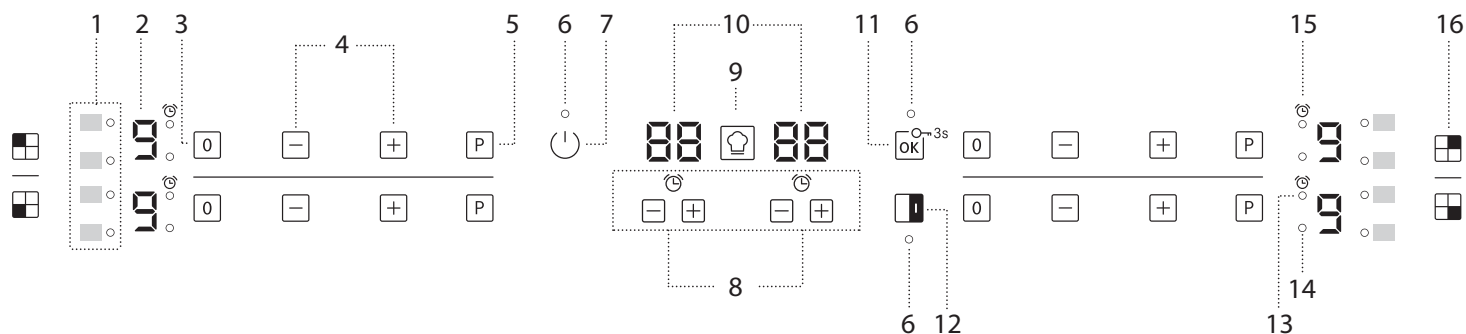 1 2 3 4 5 6 7 10 11 6 15 16
9
9 0 − + P 88 88 OK 3s 0 − + P 9
9 0 − + P − + − + 0 − + P 9
8 14
6 12 13